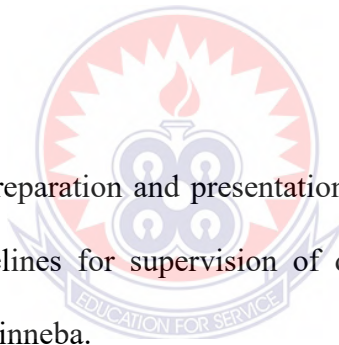 reparation and presentation
elines for supervision of
inneba.
EDUCATION FOR SERVICE